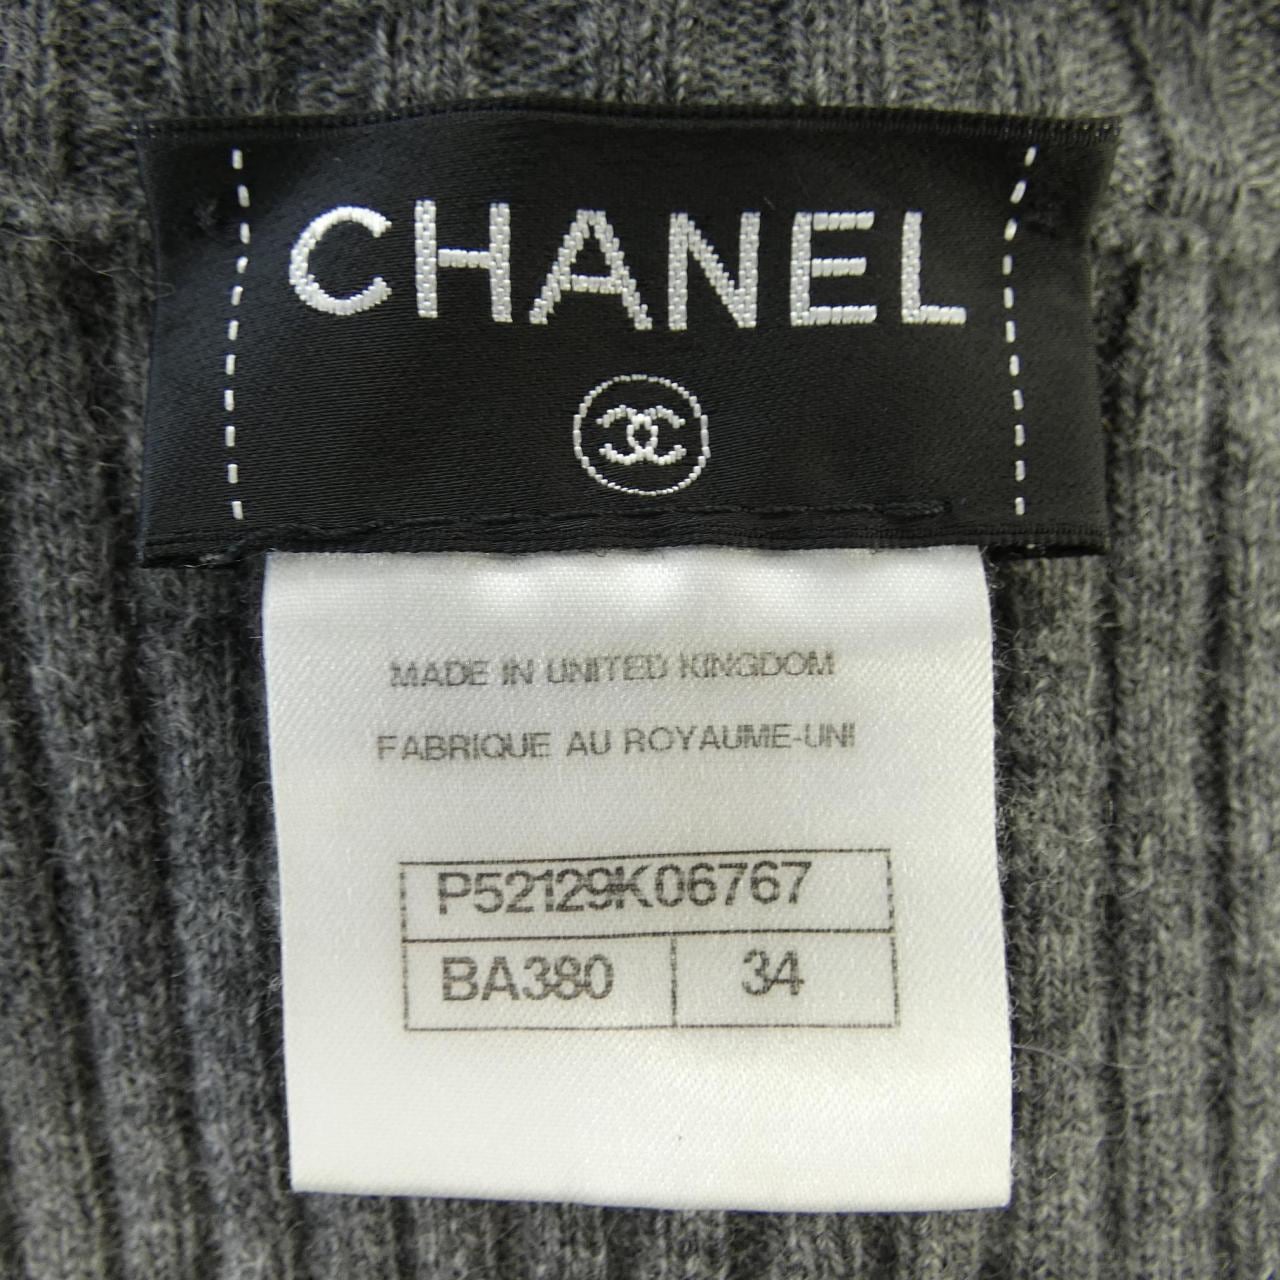 CHANEL
MADE IN UNITED KINGDOM
FABRIQUE AU ROYAUME-UNI
P52129K06767
BA380 34